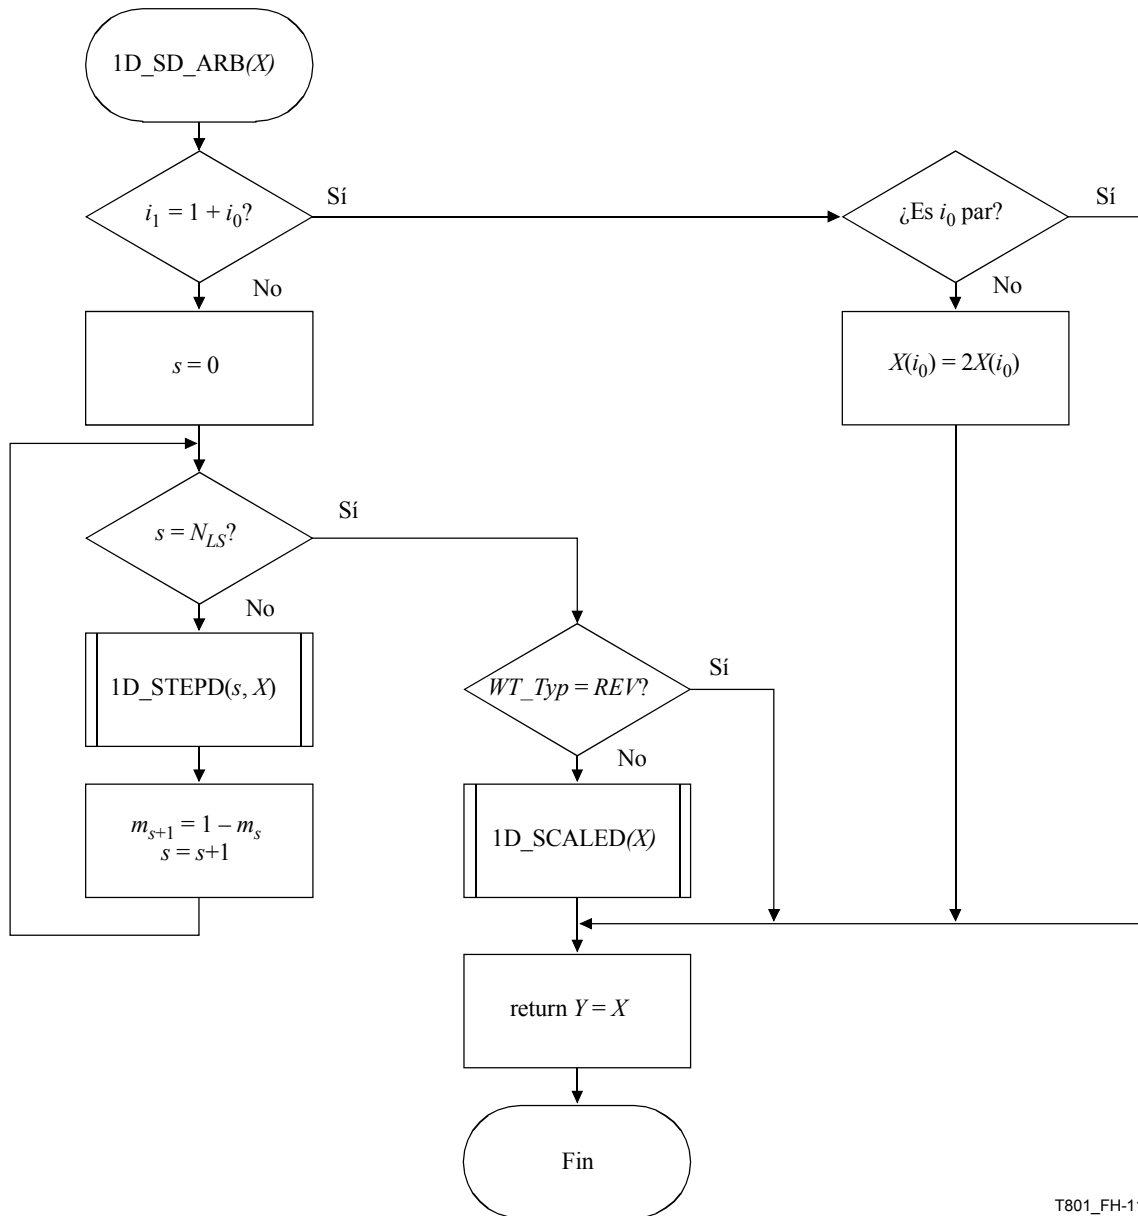 1D_SD_ARB(X)
i1 = 1 + i0?
Sí
¿Es i0 par?
Sí
No
No
s = 0
X(i0) = 2X(i0)
s = NLS?
Sí
No
1D_STEPD(s, X)
WT_Typ = REV?
Sí
No
ms+1 = 1 – ms
s = s+1
1D_SCALED(X)
return Y = X
Fin